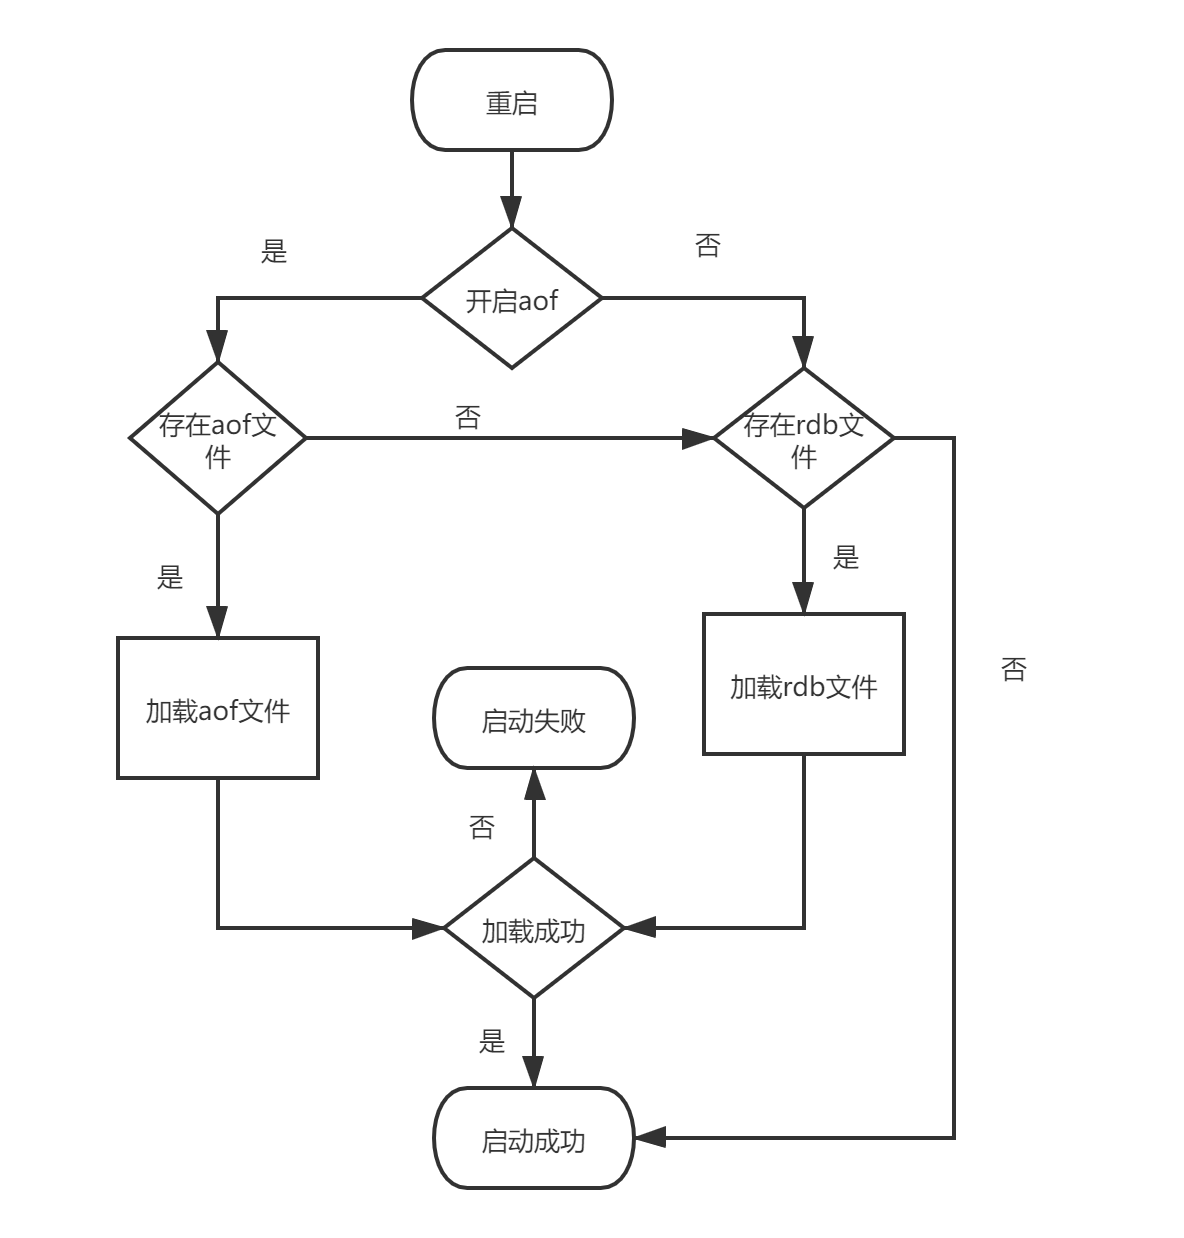 重启
是
否
开启aof
存在aof文
件
否
存在rdb文
件
是
是
加载aof文件
启动失败
加载rdb文件
否
否
加载成功
是
启动成功